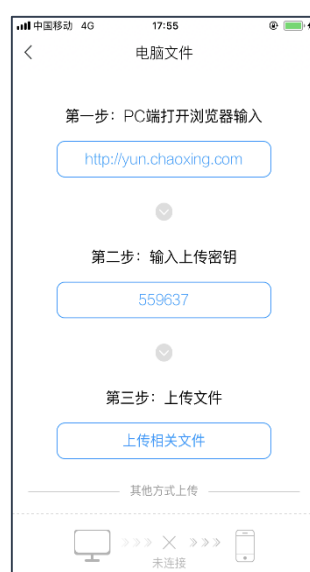 中国移动 4G 17:55
电脑文件
第一步：PC端打开浏览器输入
http://yun.chaoxing.com
第二步：输入上传密钥
559637
第三步：上传文件
上传相关文件
其他方式上传
未连接